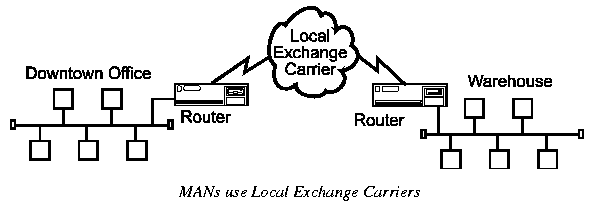 Local
Exchange
Carrier
Downtown Office
Warehouse
Router
Router
MANs use Local Exchange Carriers